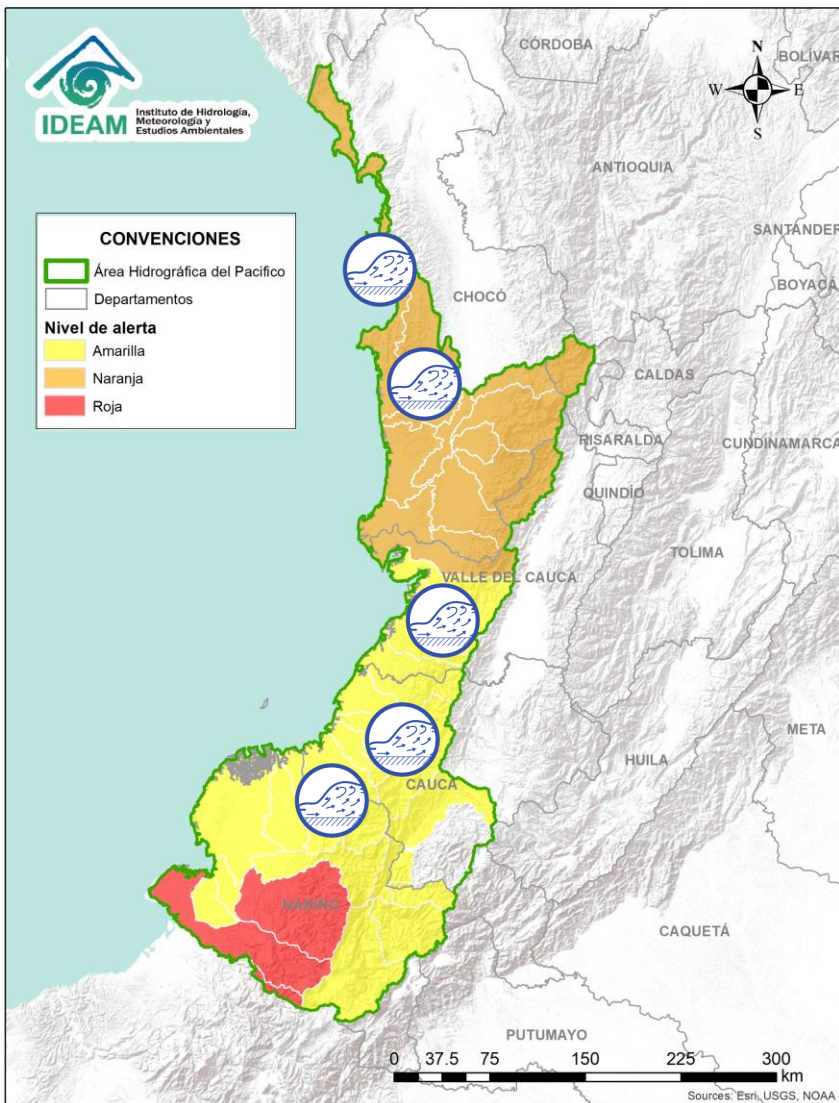 IDEAM
Instituto de Hidrología,
Meteorología y
Estudios Ambientales
CÓRDOBA
BOLÍVAR
N
W
E
S
ANTIOQUIA
SANTANDER
BOYACÁ
CONVENCIONES
Área Hidrográfica del Pacifico
Departamentos
Nivel de alerta
Amarilla
Naranja
Roja
CHOCÓ
CALDAS
RISARALDA
CUNDINAMARCA
QUINDÍO
TOLIMA
VALLE DEL CAUCA
META
HUILA
CAUCA
NARIÑO
CAQUETÁ
PUTUMAYO
0 37.5 75 150 225 300
km
Sources: Esri, USGS, NOAA